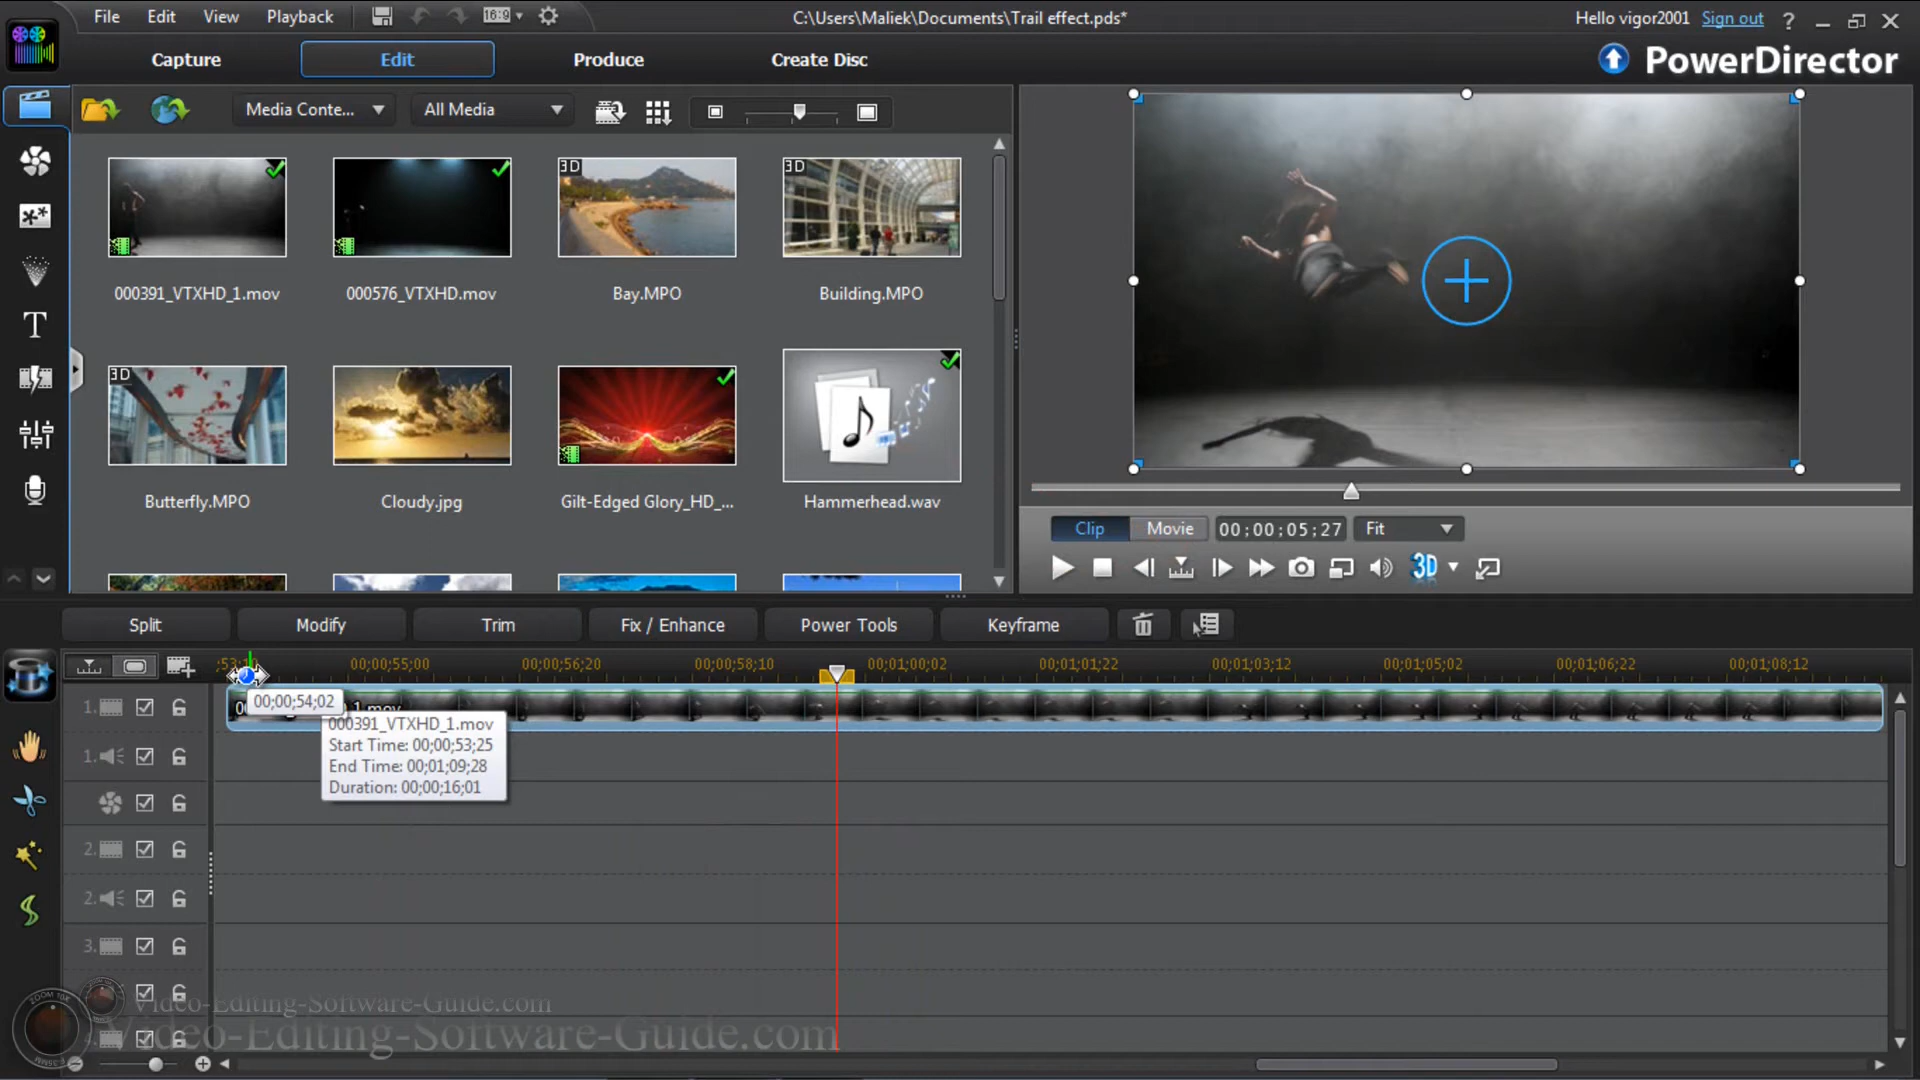 File Edit View Playback 16:9 C:\Users\Maliek\Documents\Trail effect.pds* Hello vigor2001 Sign out ?
Capture Edit Produce Create Disc PowerDirector
Media Conte... All Media
3D 3D
000391_VTXHD_1.mov 000576_VTXHD.mov Bay.MPO Building.MPO
3D
Butterfly.MPO Cloudy.jpg Gilt-Edged Glory_HD_... Hammerhead.wav
Clip Movie 00;00;05;27 Fit
3D
Split Modify Trim Fix / Enhance Power Tools Keyframe
00;00;55;00 00;00;56;20 00;00;58;10 00;01;00;02 00;01;01;22 00;01;03;12 00;01;05;02 00;01;06;22 00;01;08;12
00;00;54;02
1.
000391_VTXHD_1.mov
Start Time: 00;00;53;25
End Time: 00;01;09;28
Duration: 00;00;16;01
1.
2.
2.
3.
Video-Editing-Software-Guide.com
Video-Editing-Software-Guide.com